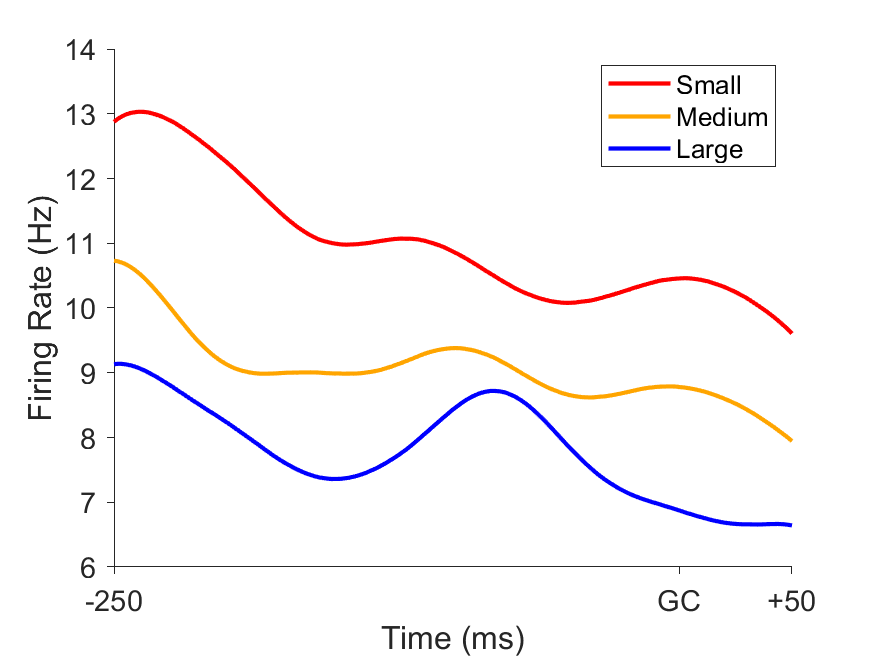 14
13
12
11
10
9
8
7
6
Firing Rate (Hz)
Small
Medium
Large
-250
GC
+50
Time (ms)